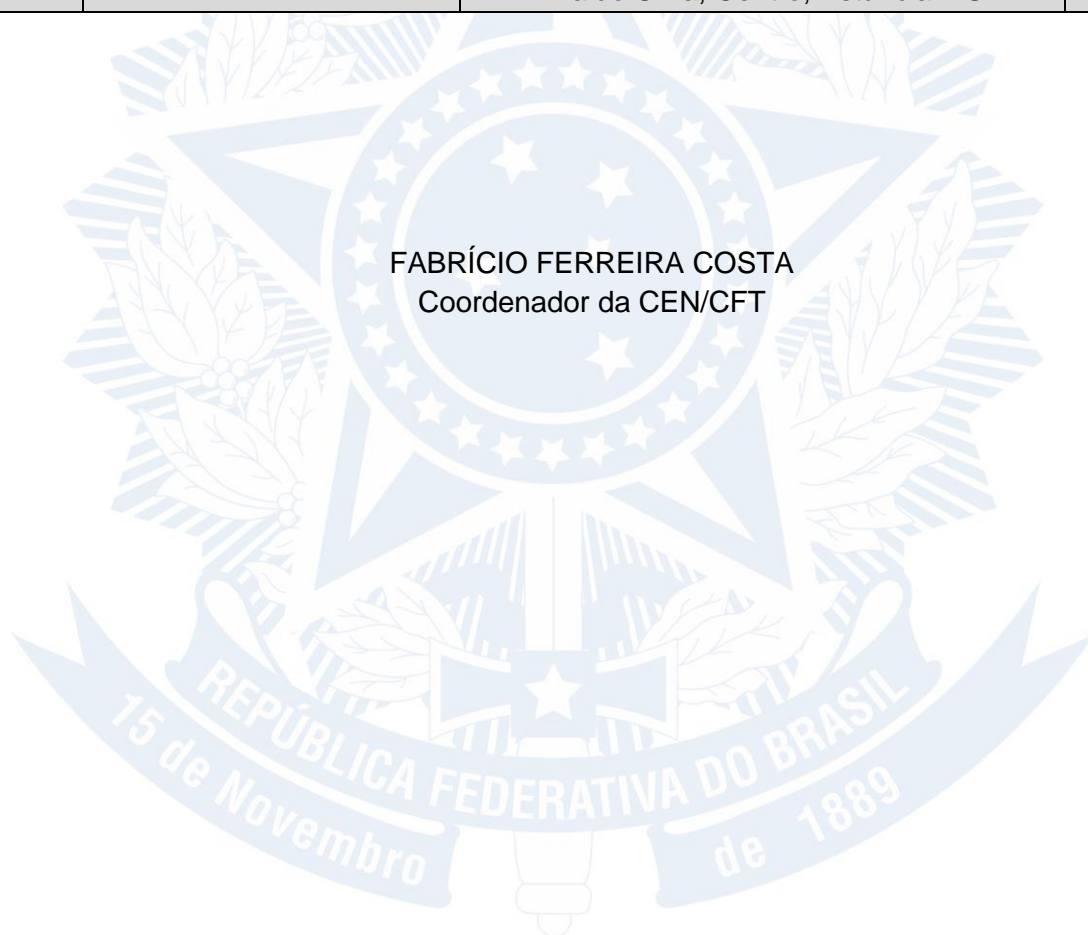 FABRÍCIO FERREIRA COSTA
Coordenador da CEN/CFT
REPÚBLICA FEDERATIVA DO BRASIL
15 de Novembro de 1889